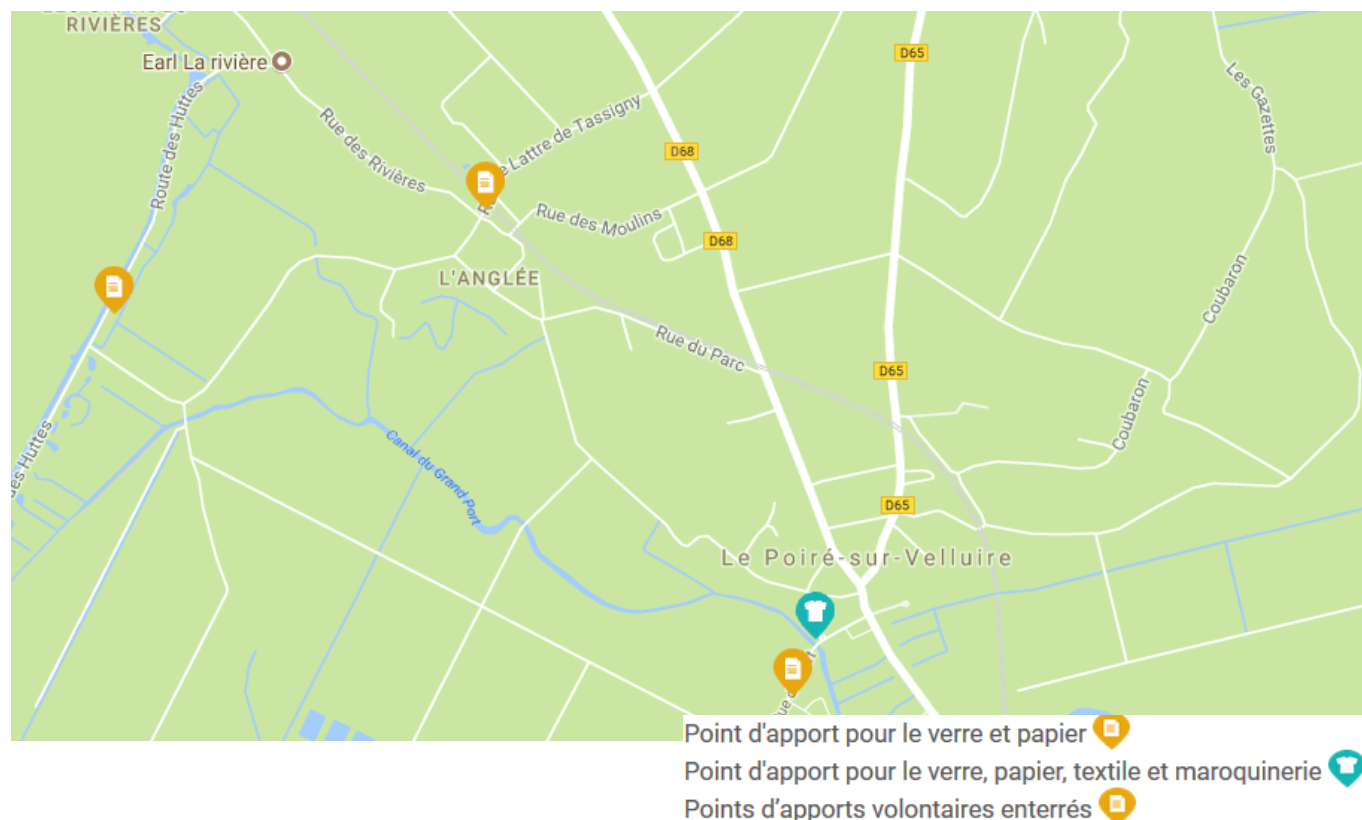 RIVIÈRES
Earl La rivière
D65
Les Gazettes
Route des Huttes
Rue des Rivières
Lattre de Tassigny
D68
Rue des Moulins
D68
L'ANGLÉE
Coubaron
Rue du Parc
D65
Coubaron
des Huttes
Canal du Grand Port
D65
Le Poiré-sur-Velluire
Point d'apport pour le verre et papier
Point d'apport pour le verre, papier, textile et maroquinerie
Points d’apports volontaires enterrés